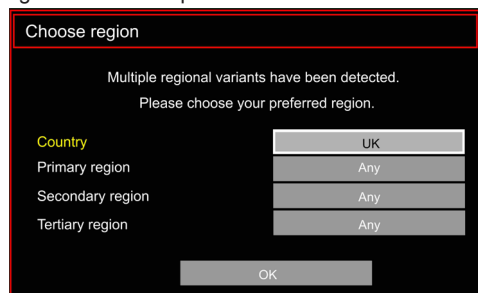 Choose region
Multiple regional variants have been detected.
Please choose your preferred region.
Country UK
Primary region Any
Secondary region Any
Tertiary region Any
OK